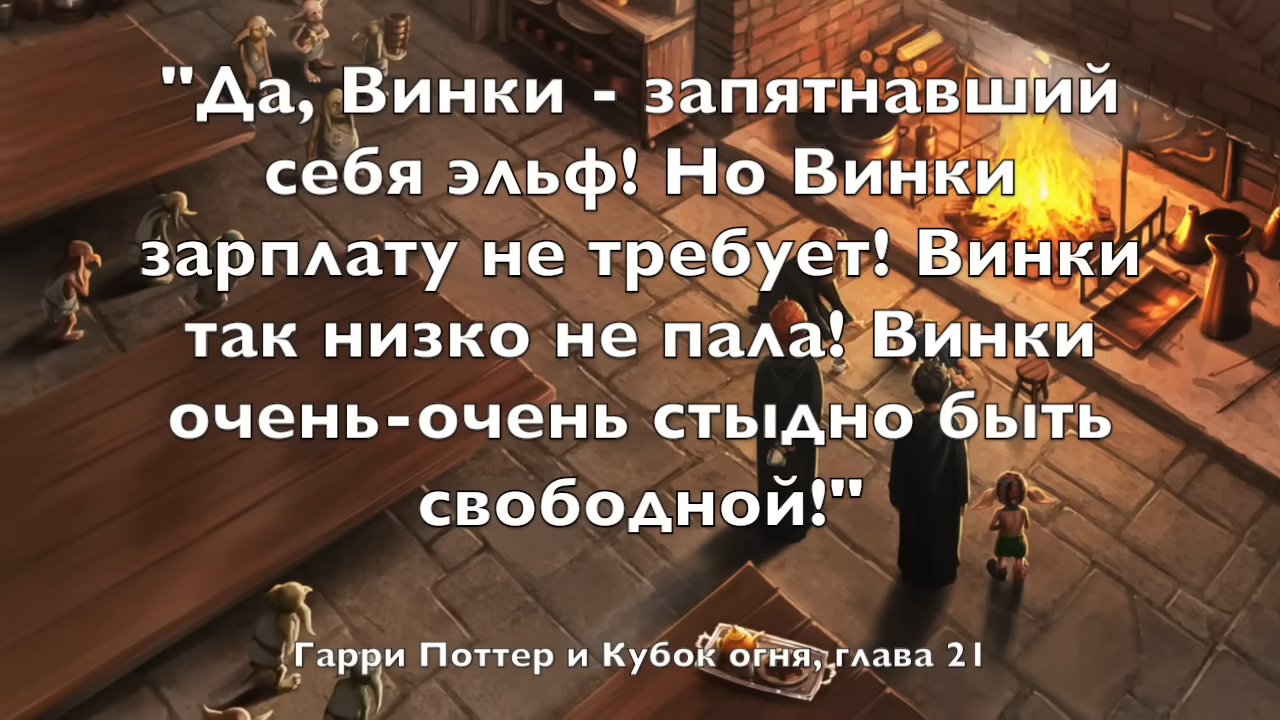 "Да, Винки - запятнавший
себя эльф! Но Винки
зарплату не требует! Винки
так низко не пала! Винки
очень-очень стыдно быть
свободной!"
Гарри Поттер и Кубок огня, глава 21